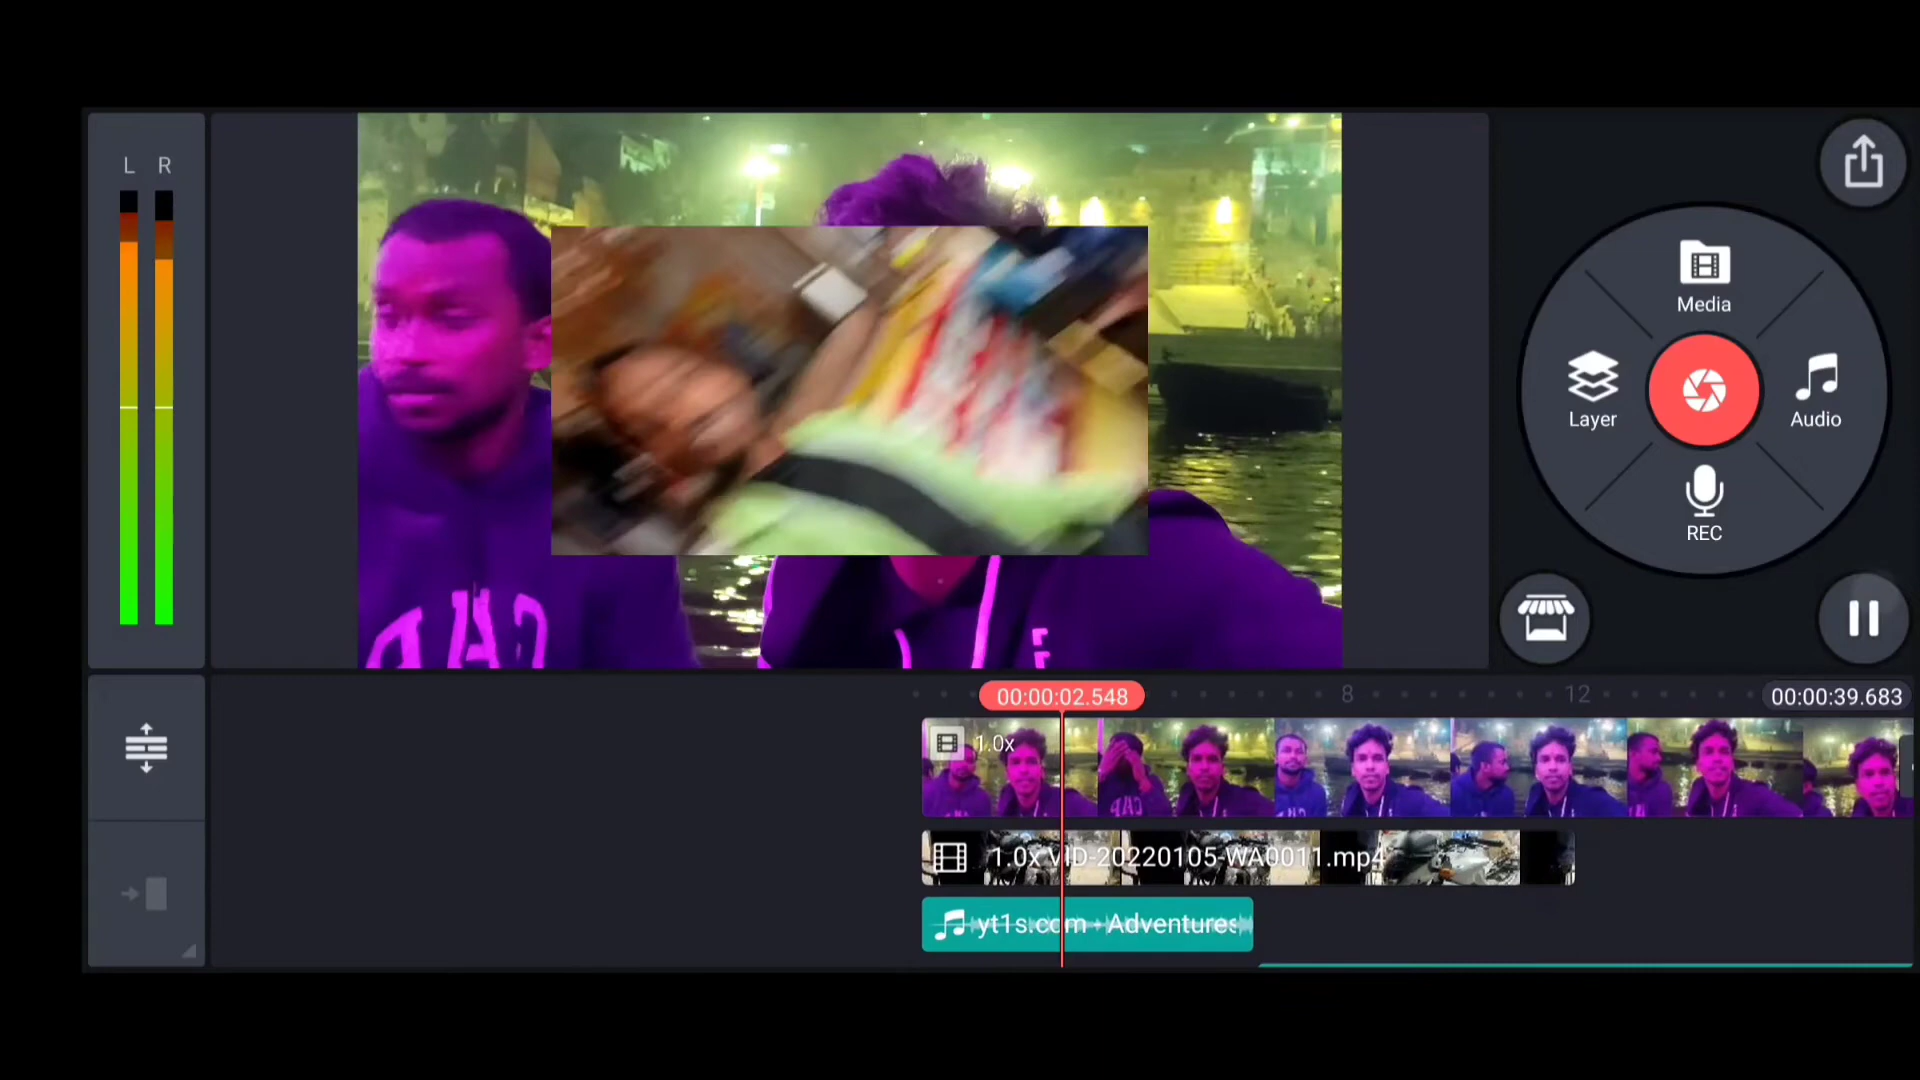 L R
Media
Layer
Audio
REC
GAP
00:00:02.548
8
12
00:00:39.683
1.0x
1.0x VID-20220105-WA0011.mp4
yt1s.com - Adventures